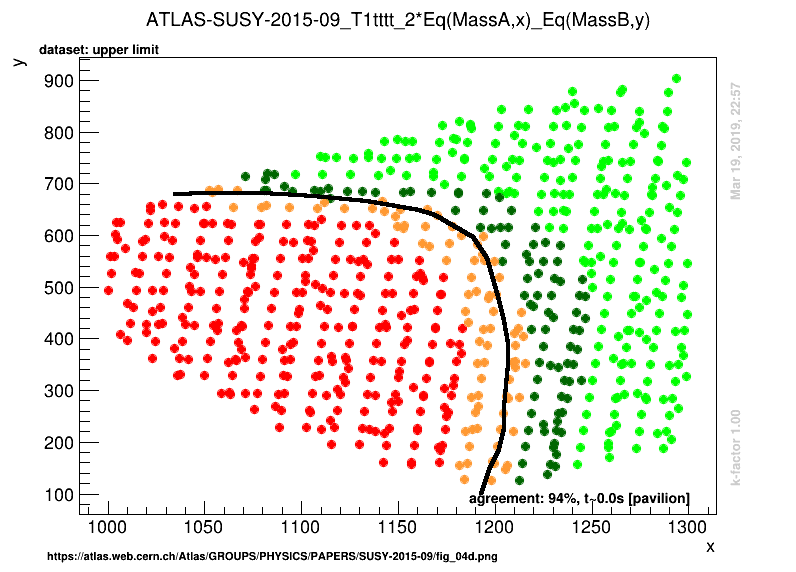 ATLAS-SUSY-2015-09_T1tttt_2*Eq(MassA,x)_Eq(MassB,y)
dataset: upper limit
y
900
800
700
600
500
400
300
200
100
Mar 19, 2019, 22:57
k-factor 1.00
agreement: 94%, t~0.0s [pavilion]
1000 1050 1100 1150 1200 1250 1300
x
https://atlas.web.cern.ch/Atlas/GROUPS/PHYSICS/PAPERS/SUSY-2015-09/fig_04d.png